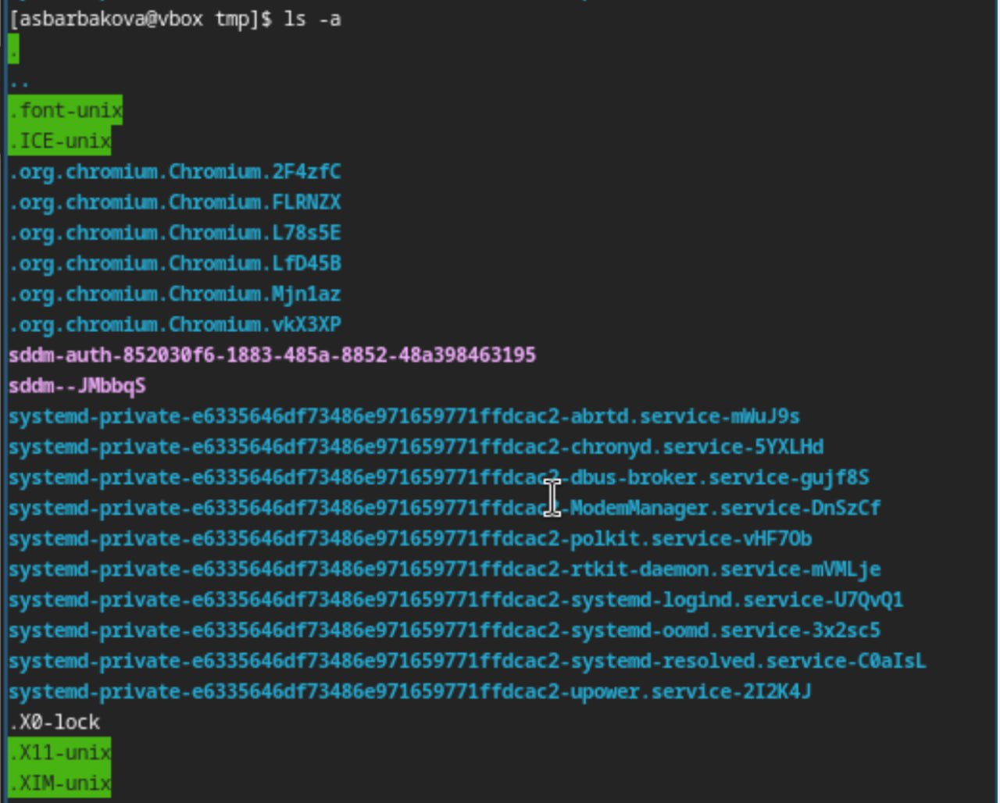 [asbarbakova@vbox tmp]$ ls -a
.
..
.font-unix
.ICE-unix
.org.chromium.Chromium.2F4zfC
.org.chromium.Chromium.FLRNZX
.org.chromium.Chromium.L78s5E
.org.chromium.Chromium.LfD45B
.org.chromium.Chromium.Mjn1az
.org.chromium.Chromium.vkX3XP
sddm-auth-852030f6-1883-485a-8852-48a398463195
sddm--JMbbqS
systemd-private-e6335646df73486e971659771ffdcac2-abrtd.service-mWuJ9s
systemd-private-e6335646df73486e971659771ffdcac2-chronyd.service-5YXLHd
systemd-private-e6335646df73486e971659771ffdcac2-dbus-broker.service-gujf8S
systemd-private-e6335646df73486e971659771ffdcac2-ModemManager.service-DnSzCf
systemd-private-e6335646df73486e971659771ffdcac2-polkit.service-vHF7Ob
systemd-private-e6335646df73486e971659771ffdcac2-rtkit-daemon.service-mVMLje
systemd-private-e6335646df73486e971659771ffdcac2-systemd-logind.service-U7QvQ1
systemd-private-e6335646df73486e971659771ffdcac2-systemd-oomd.service-3x2sc5
systemd-private-e6335646df73486e971659771ffdcac2-systemd-resolved.service-C0aIsL
systemd-private-e6335646df73486e971659771ffdcac2-upower.service-2I2K4J
.X0-lock
.X11-unix
.XIM-unix